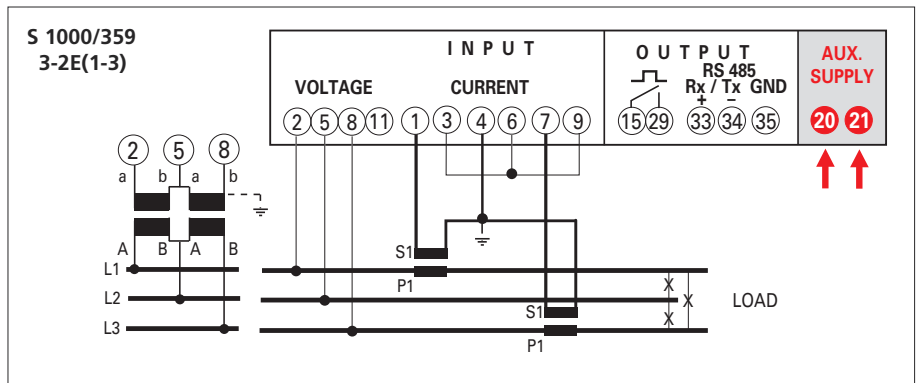 S 1000/359
3-2E(1-3)
INPUT
VOLTAGE CURRENT
2 5 8 11 1 3 4 6 7 9
OUTPUT
RS 485
Rx / Tx GND
+ −
15 29 33 34 35
AUX.
SUPPLY
20 21
2 5 8
a b a b
A B A B
S1
L1
P1
L2
S1
L3
P1
X
X
X
LOAD